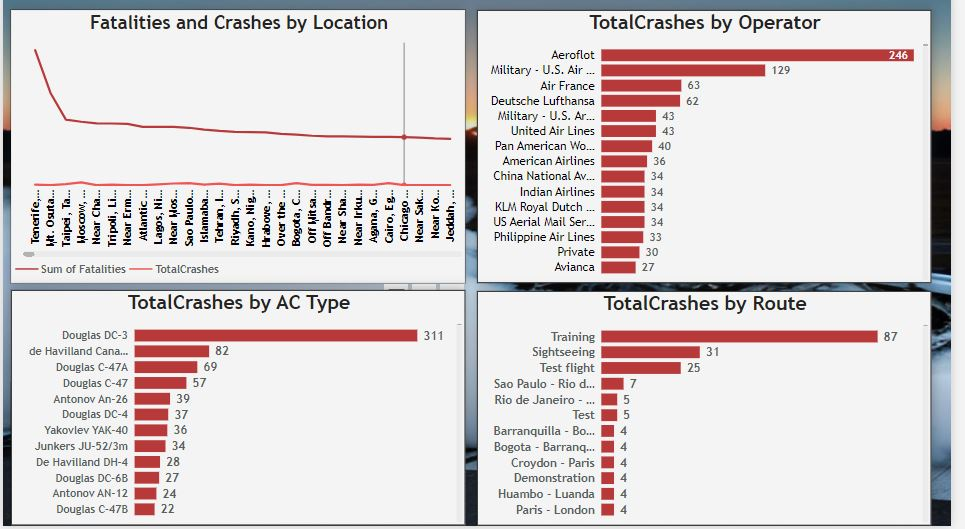 Fatalities and Crashes by Location
Tenerife,...
Mt. Osuta...
Taipei, Ta...
Moscow, ...
Near Cha...
Tripoli, Li...
Near Erm...
Atlantic ...
Lagos, Ni...
Near Mos...
Sao Paulo...
Islamaba...
Tehran, I...
Riyadh, S...
Kano, Nig...
Hrabove, ...
Over the ...
Bogota, C...
Off Mitsa...
Off Bandr...
Near Sha...
Near Irku...
Agana, G...
Cairo, Eg...
Chicago...
Near Sak...
Near Ko...
Jeddah, ...
Sum of Fatalities TotalCrashes
TotalCrashes by Operator
Aeroflot 246
Military - U.S. Air ... 129
Air France 63
Deutsche Lufthansa 62
Military - U.S. Ar... 43
United Air Lines 43
Pan American Wo... 40
American Airlines 36
China National Av... 34
Indian Airlines 34
KLM Royal Dutch ... 34
US Aerial Mail Ser... 34
Philippine Air Lines 33
Private 30
Avianca 27
TotalCrashes by AC Type
Douglas DC-3 311
de Havilland Cana... 82
Douglas C-47A 69
Douglas C-47 57
Antonov An-26 39
Douglas DC-4 37
Yakovlev YAK-40 36
Junkers JU-52/3m 34
De Havilland DH-4 28
Douglas DC-6B 27
Antonov AN-12 24
Douglas C-47B 22
TotalCrashes by Route
Training 87
Sightseeing 31
Test flight 25
Sao Paulo - Rio d... 7
Rio de Janeiro - ... 5
Test 5
Barranquilla - Bo... 4
Bogota - Barranq... 4
Croydon - Paris 4
Demonstration 4
Huambo - Luanda 4
Paris - London 4